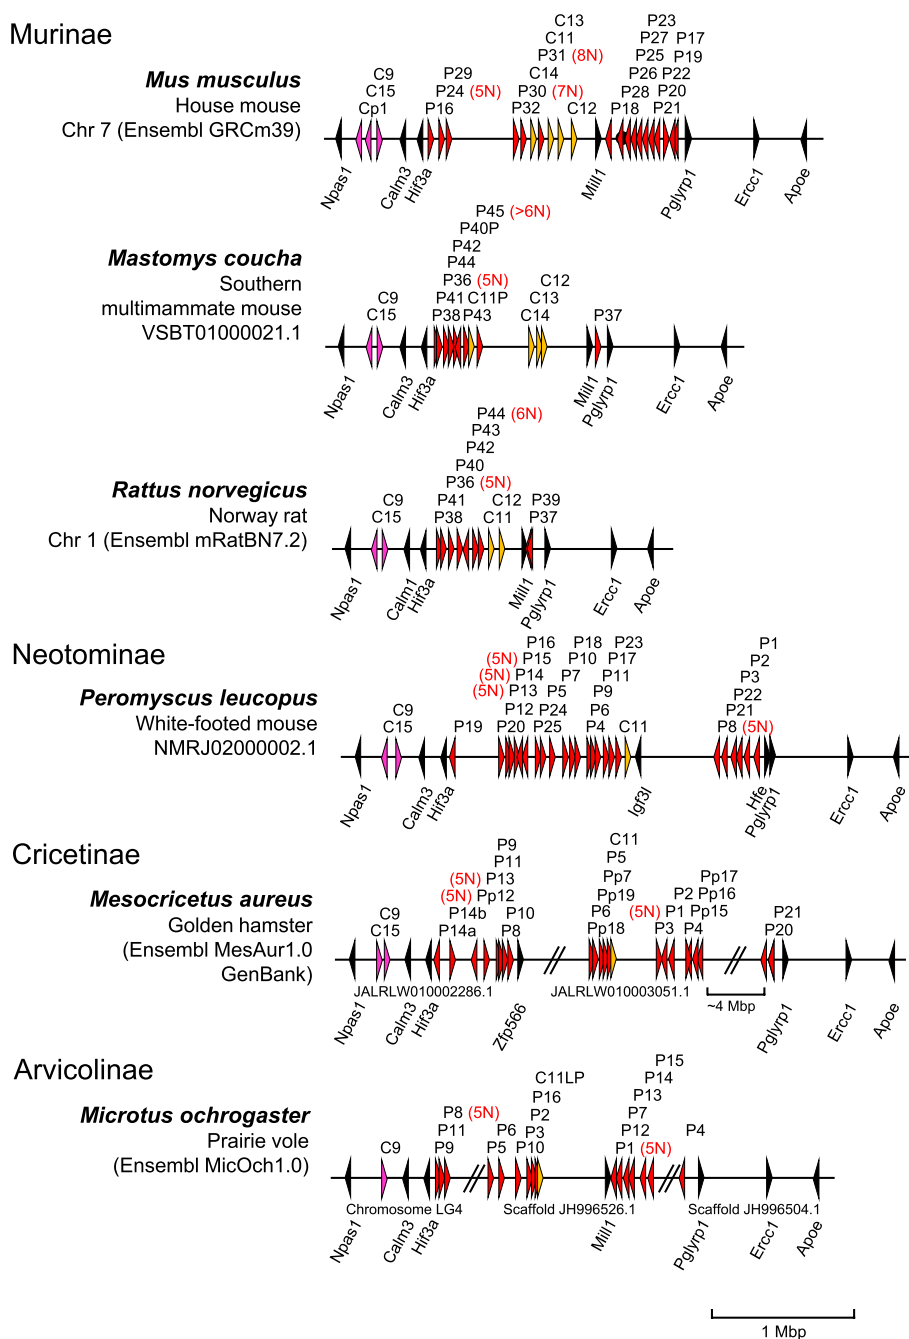 Murinae
Mus musculus
House mouse
Chr 7 (Ensembl GRCm39)
C13
P23
C11
P27
P17
P31 (8N)
P25
P19
C9
P29
C14
P26
P22
C15
P24 (5N)
P30 (7N)
P28
P20
Cp1
P16
P32
C12
P18
P21
Npas1
Calm3
Hif3a
Mill1
Pglyrp1
Ercc1
Apoe
Mastomys coucha
Southern
multimammate mouse
VSBT01000021.1
P45 (>6N)
P40P
P42
P44
P36 (5N)
C12
C9
P41
C11P
C13
C15
P38
P43
C14
P37
Npas1
Calm3
Hif3a
Mill1
Pglyrp1
Ercc1
Apoe
Rattus norvegicus
Norway rat
Chr 1 (Ensembl mRatBN7.2)
P44 (6N)
P43
P42
P40
P36 (5N)
C9
P41
C12
P39
C15
P38
C11
P37
Npas1
Calm1
Hif3a
Mill1
Pglyrp1
Ercc1
Apoe
Neotominae
Peromyscus leucopus
White-footed mouse
NMRJ02000002.1
P16
P18
P23
P1
(5N)
P15
P10
P17
P2
(5N)
P14
P7
P11
P3
(5N)
P13
P5
P9
P22
C9
P12
P24
P6
P21
C15
P19
P20
P25
P4
C11
P8
(5N)
Npas1
Calm3
Hif3a
Igf3l
Hfe
Pglyrp1
Ercc1
Apoe
Cricetinae
Mesocricetus aureus
Golden hamster
(Ensembl MesAur1.0
GenBank)
P9
C11
P11
P5
(5N)
P13
Pp7
Pp17
(5N)
Pp12
Pp19
P2
Pp16
C9
P14b
P10
P6
(5N)
P1
Pp15
P21
C15
P14a
P8
Pp18
P3
P4
P20
JALRLW010002286.1
JALRLW010003051.1
~4 Mbp
Npas1
Calm3
Hif3a
Zfp566
Pglyrp1
Ercc1
Apoe
Arvicolinae
Microtus ochrogaster
Prairie vole
(Ensembl MicOch1.0)
P15
C11LP
P14
P16
P13
P8 (5N)
P2
P7
P11
P6
P3
P12
P4
C9
P9
P5
P10
P1
(5N)
Chromosome LG4
Scaffold JH996526.1
Scaffold JH996504.1
Npas1
Calm3
Hif3a
Mill1
Pglyrp1
Ercc1
Apoe
1 Mbp